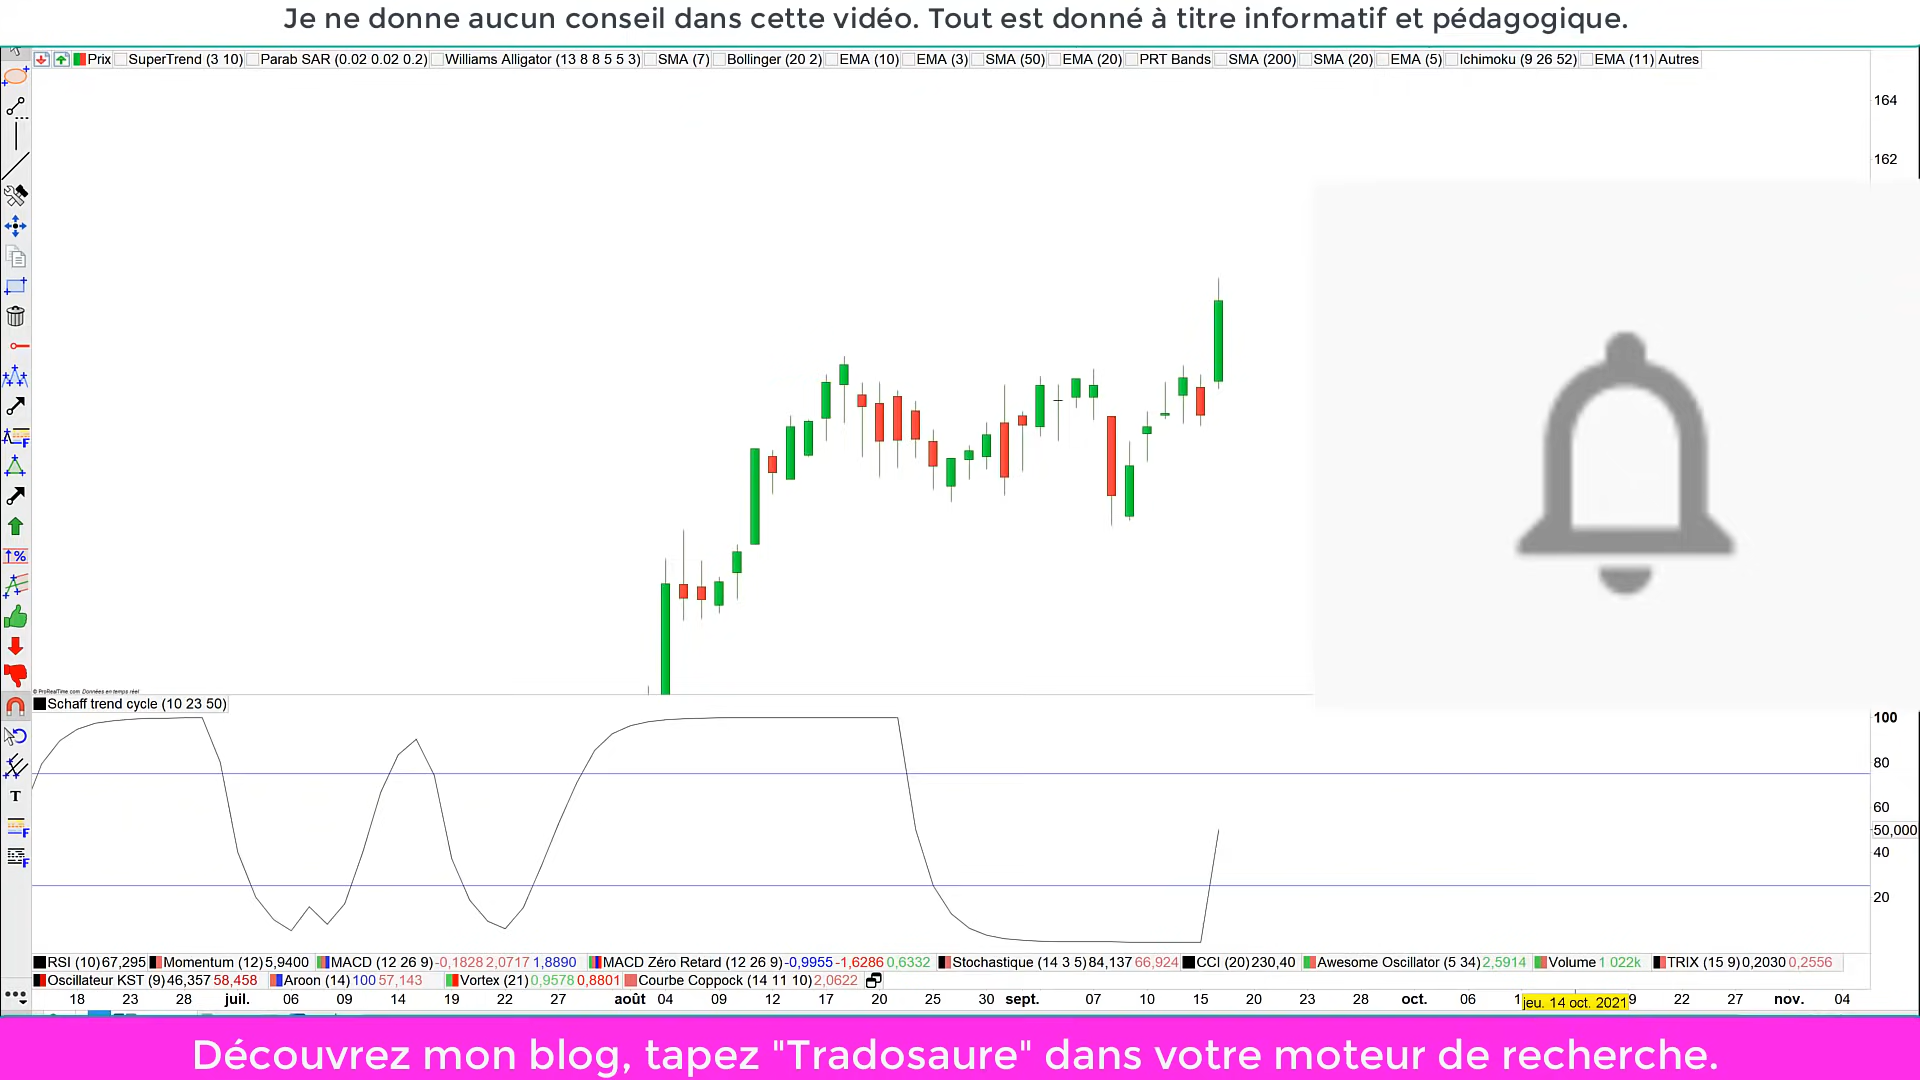 Je ne donne aucun conseil dans cette vidéo. Tout est donné à titre informatif et pédagogique.
Prix SuperTrend (3 10) Parab SAR (0.02 0.02 0.2) Williams Alligator (13 8 8 5 5 3) SMA (7) Bollinger (20 2) EMA (10) EMA (3) SMA (50) EMA (20) PRT Bands SMA (200) SMA (20) EMA (5) Ichimoku (9 26 52) EMA (11) Autres
164
162
© ProRealTime.com Données en temps réel
Schaff trend cycle (10 23 50)
100
80
60
50,000
40
20
T
F
F
F
%
RSI (10) 67,295 Momentum (12) 5,9400 MACD (12 26 9) -0,1828 2,0717 1,8890 MACD Zéro Retard (12 26 9) -0,9955 -1,6286 0,6332 Stochastique (14 3 5) 84,137 66,924 CCI (20) 230,40 Awesome Oscillator (5 34) 2,5914 Volume 1 022k TRIX (15 9) 0,2030 0,2556
Oscillateur KST (9) 46,357 58,458 Aroon (14) 100 57,143 Vortex (21) 0,9578 0,8801 Courbe Coppock (14 11 10) 2,0622
18 23 28 juil. 06 09 14 19 22 27 août 04 09 12 17 20 25 30 sept. 07 10 15 20 23 28 oct. 06 jeu. 14 oct. 2021 22 27 nov. 04
Découvrez mon blog, tapez "Tradosaure" dans votre moteur de recherche.